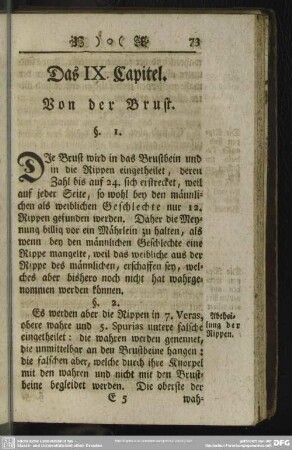 73
Das IX. Capitel.
Von der Brust.
§. 1.
DIe Brust wird in das Brustbein und
in die Rippen eingetheilet, deren
Zahl bis auf 24. sich erstrecket, weil
auf jeder Seite, so wohl bey den männli-
chen als weiblichen Geschlechte nur 12.
Rippen gefunden werden. Daher die Mey-
nung billig vor ein Mährlein zu halten, als
wenn bey den männlichen Geschlechte eine
Rippe mangelte, weil das weibliche aus der
Rippe des männlichen, erschaffen sey, wel-
ches aber bishero noch nicht hat wahrge-
nommen werden können.
§. 2.
Es werden aber die Rippen in 7. Veras,
obere wahre und 5. Spurias untere falsche
eingetheilet: die wahren werden genennet,
die unmittelbar an den Brustbeine hangen:
die falschen aber, welche durch ihre Knorpel
mit den wahren und nicht mit den Brust-
beine begleitet werden. Die oberste der
Abthei-
lung der
Rippen.
E 5
wah-